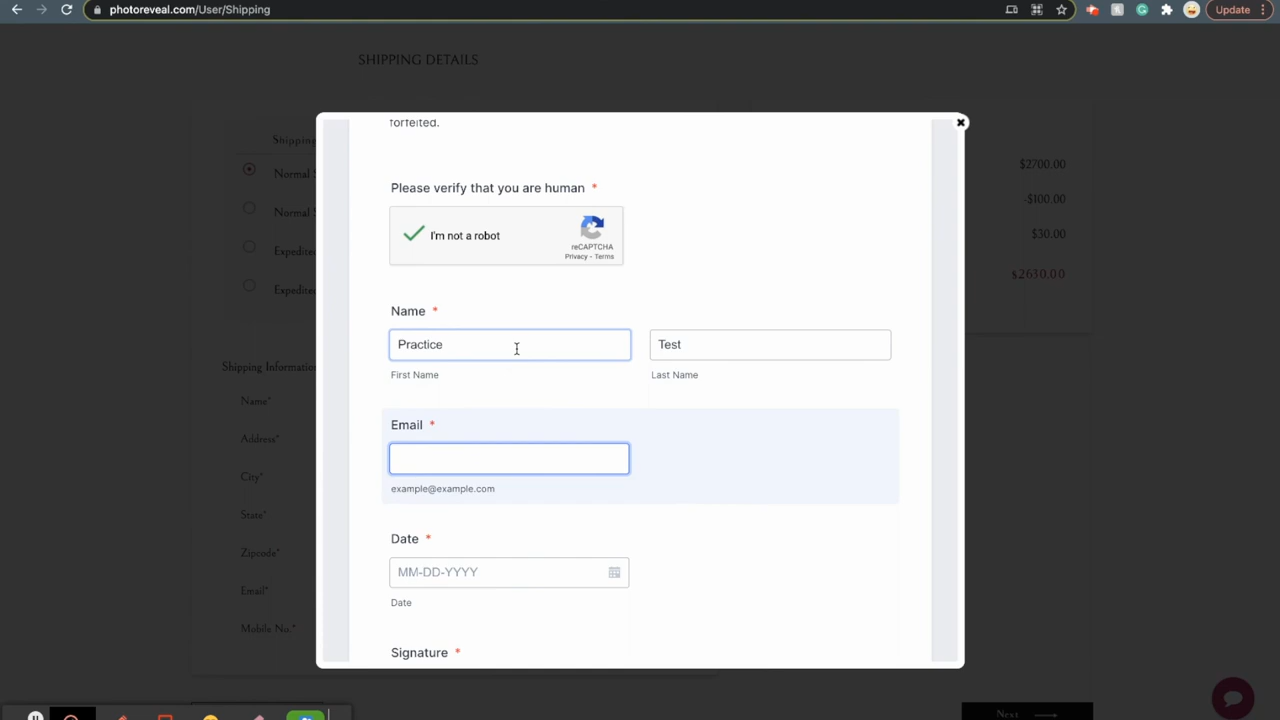 photoreveal.com/User/Shipping
Update
SHIPPING DETAILS
forfeited.
Shipping
$2700.00
Please verify that you are human *
Normal S
-$100.00
Normal S
I'm not a robot
reCAPTCHA
Privacy - Terms
$30.00
Expedited
$2630.00
Expedited
Name *
Practice
Test
First Name
Last Name
Shipping Information
Name*
Email *
Address*
City*
example@example.com
State*
Date *
Zipcode*
MM-DD-YYYY
Email*
Date
Mobile No.*
Signature *
Next